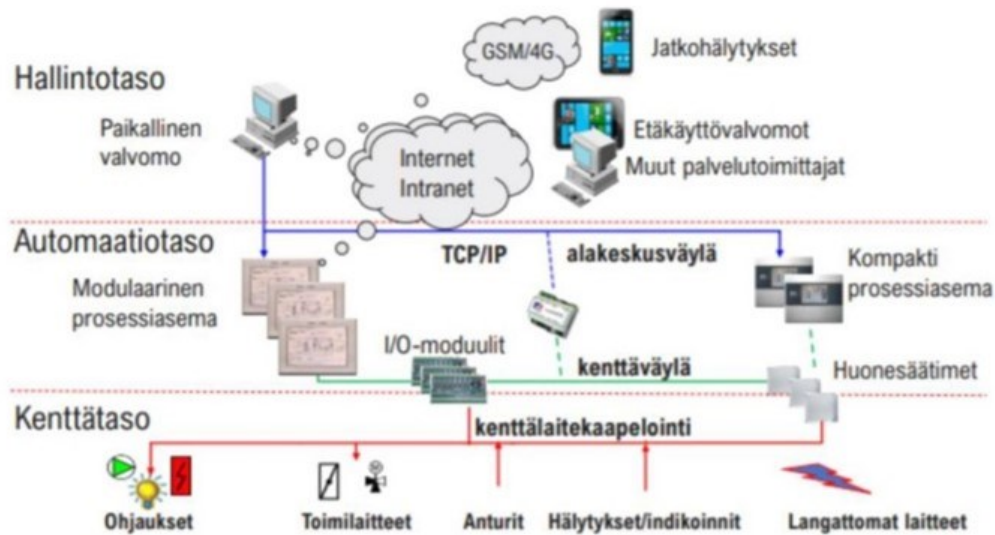 GSM/4G
Jatkohälytykset
Hallintotaso
Paikallinen
valvomo
Internet
Intranet
Etäkäyttövalvomot
Muut palvelutoimittajat
Automaatiotaso
TCP/IP
alakeskusväylä
Modulaarinen
prosessiasema
Kompakti
prosessiasema
I/O-moduulit
kenttäväylä
Huonesäätimet
Kenttätaso
kenttälaitekaapelointi
Ohjaukset
Toimilaitteet
Anturit
Hälytykset/indikoinnit
Langattomat laitteet